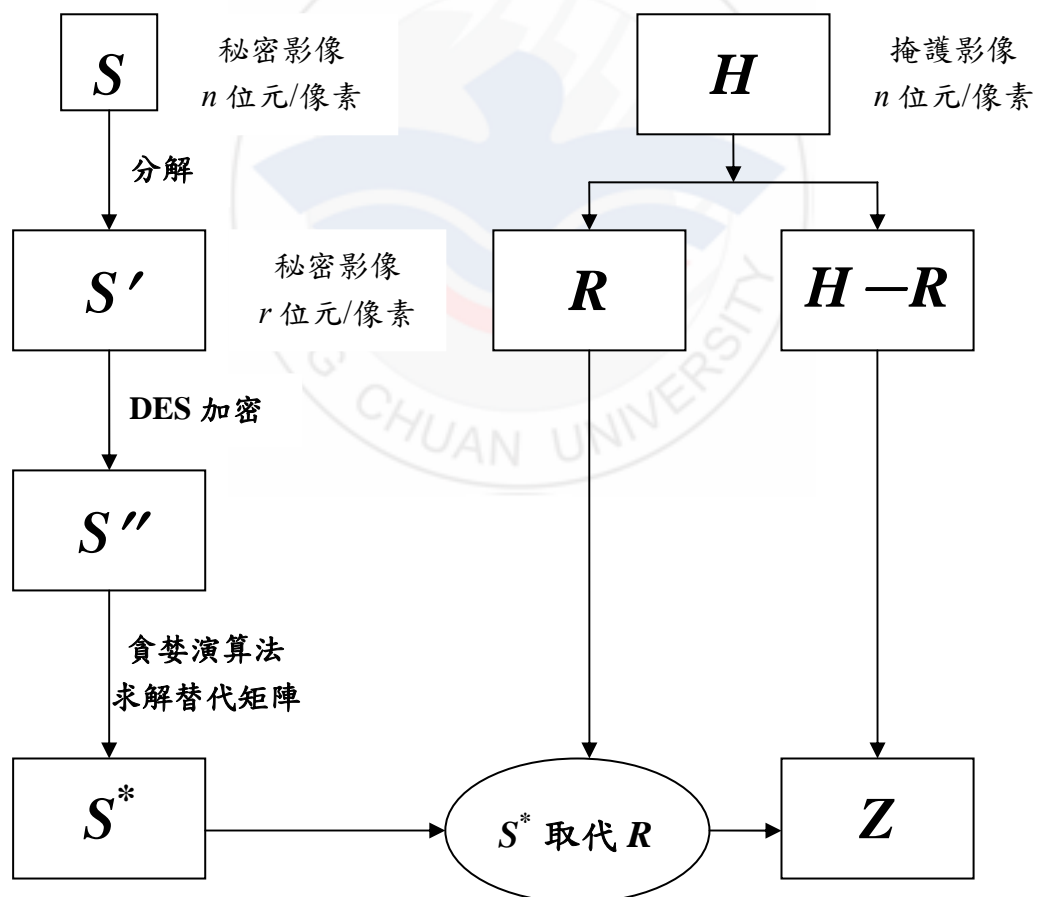 S
秘密影像
n 位元/像素
H
掩護影像
n 位元/像素
分解
S′
秘密影像
r 位元/像素
R
H－R
DES 加密
S″
貪婪演算法
求解替代矩陣
S*
S* 取代 R
Z
G CHUAN UNIVERSITY